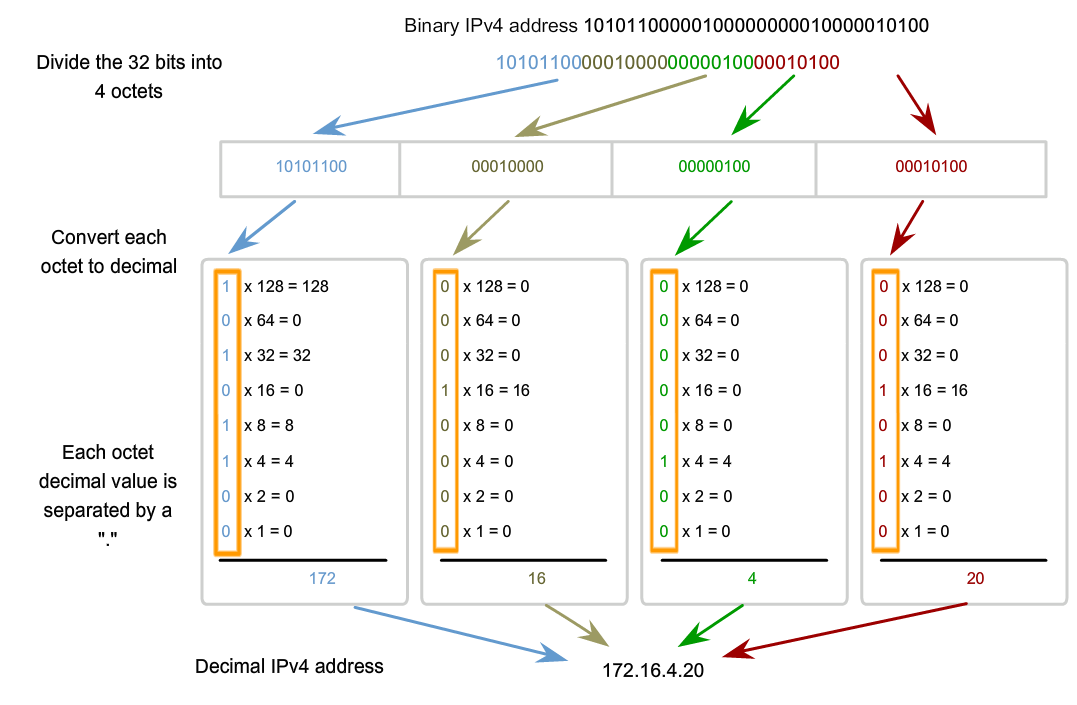 Binary IPv4 address 10101100000100000000010000010100
Divide the 32 bits into
4 octets
10101100000100000000010000010100
10101100 00010000 00000100 00010100
Convert each
octet to decimal
1 x 128 = 128
0 x 64 = 0
1 x 32 = 32
0 x 16 = 0
1 x 8 = 8
1 x 4 = 4
0 x 2 = 0
0 x 1 = 0
172
0 x 128 = 0
0 x 64 = 0
0 x 32 = 0
1 x 16 = 16
0 x 8 = 0
0 x 4 = 0
0 x 2 = 0
0 x 1 = 0
16
0 x 128 = 0
0 x 64 = 0
0 x 32 = 0
0 x 16 = 0
0 x 8 = 0
1 x 4 = 4
0 x 2 = 0
0 x 1 = 0
4
0 x 128 = 0
0 x 64 = 0
0 x 32 = 0
1 x 16 = 16
0 x 8 = 0
1 x 4 = 4
0 x 2 = 0
0 x 1 = 0
20
Each octet
decimal value is
separated by a
"."
Decimal IPv4 address
172.16.4.20